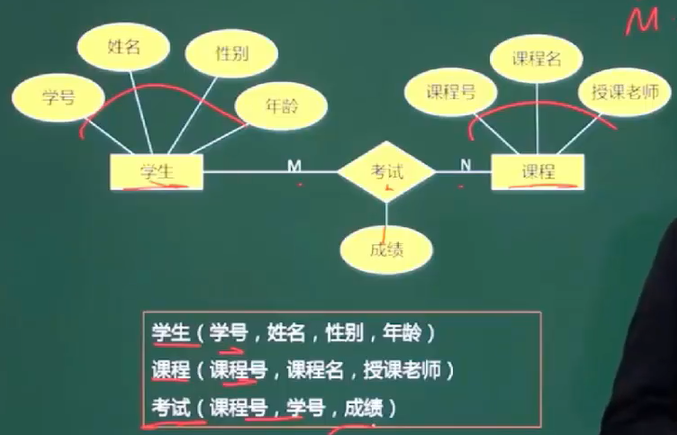 M
姓名
性别
课程名
学号
年龄
课程号
授课老师
学生
M
考试
N
课程
成绩
学生（学号，姓名，性别，年龄）
课程（课程号，课程名，授课老师）
考试（课程号，学号，成绩）